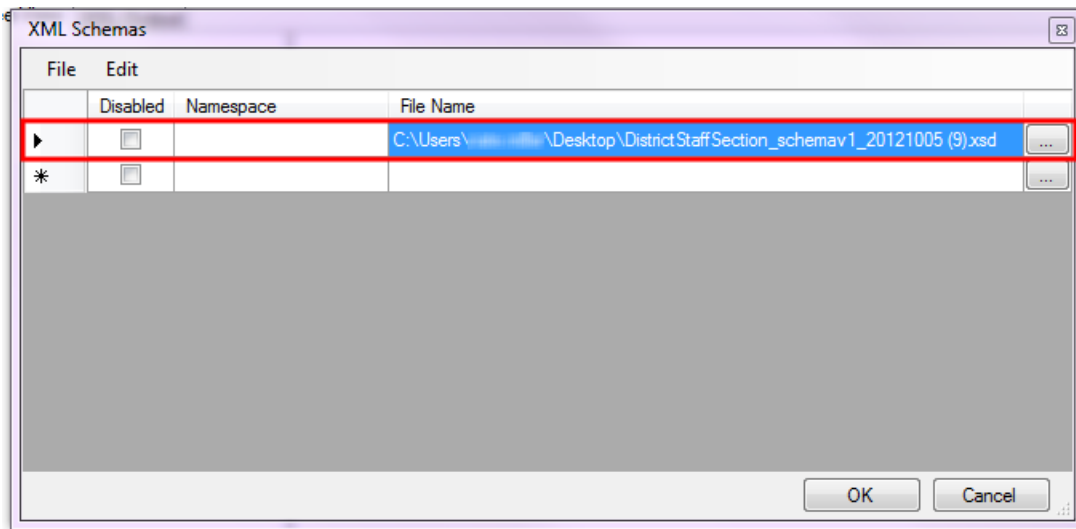 XML Schemas
File Edit
Disabled Namespace File Name
C:\Users\ \Desktop\DistrictStaffSection_schemav1_20121005 (9).xsd ...
...
OK Cancel